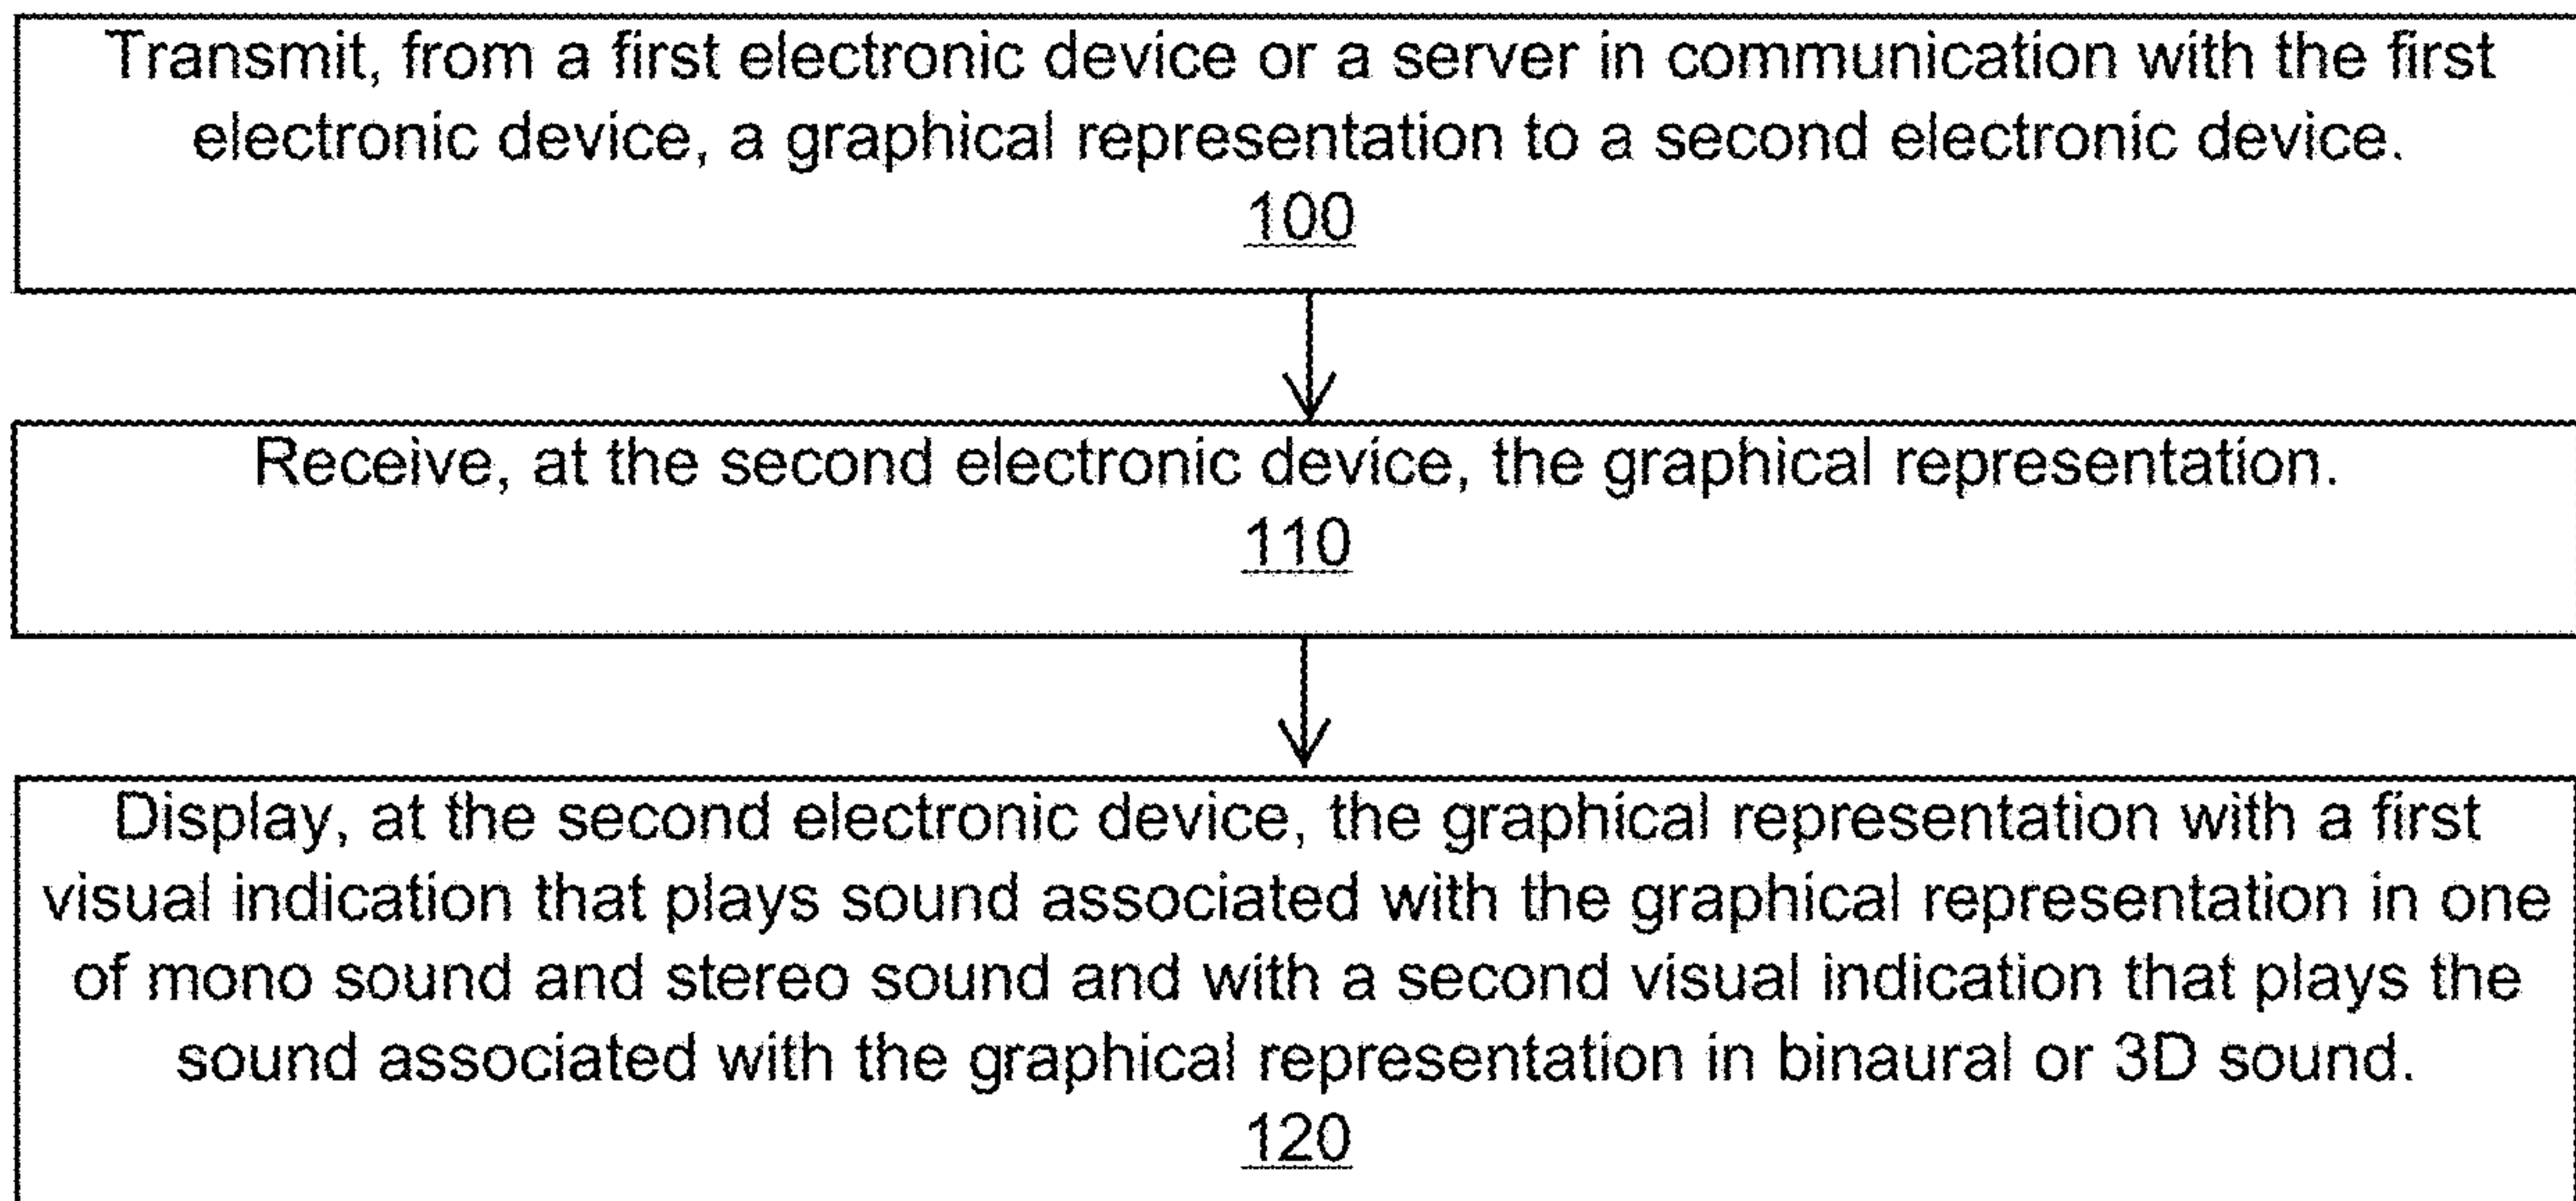 Transmit, from a first electronic device or a server in communication with the first
electronic device, a graphical representation to a second electronic device.
100
Receive, at the second electronic device, the graphical representation.
110
Display, at the second electronic device, the graphical representation with a first
visual indication that plays sound associated with the graphical representation in one
of mono sound and stereo sound and with a second visual indication that plays the
sound associated with the graphical representation in binaural or 3D sound.
120